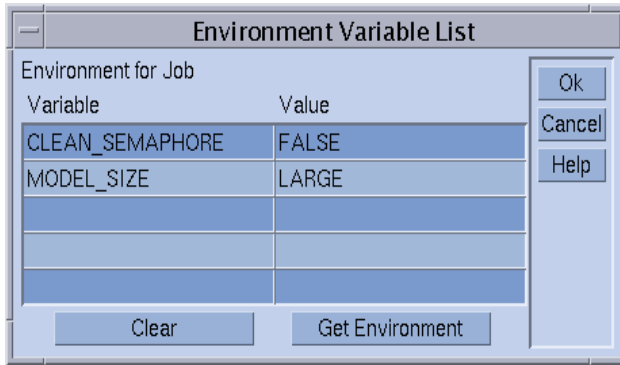 Environment Variable List
Environment for Job
Variable Value
CLEAN_SEMAPHORE FALSE
MODEL_SIZE LARGE
Clear Get Environment
Ok
Cancel
Help